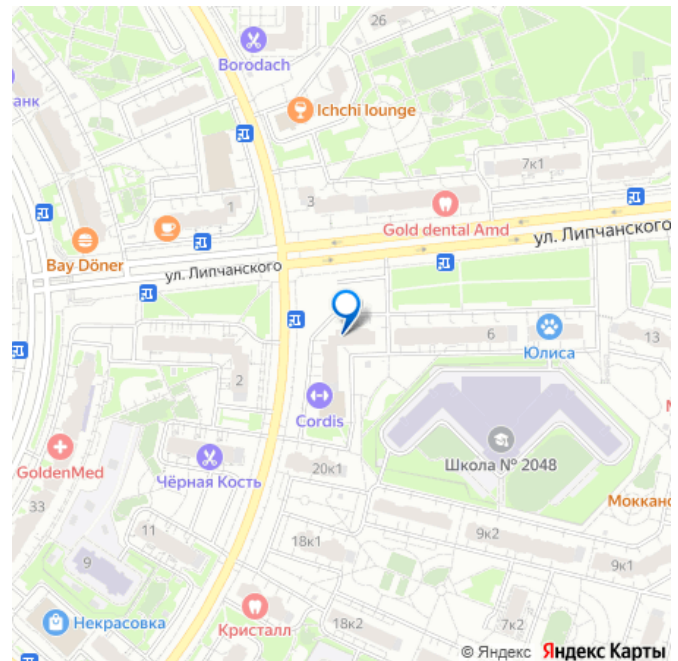 26
Borodach
анк
Ichchi lounge
7к1
3
1
Gold dental Amd
ул. Липчанского
Bay Döner
ул. Липчанского
6
13
Юлиса
2
Cordis
GoldenMed
Чёрная Кость
20к1
Школа № 2048
Моккано
33
11
18к1
9к2
9
9к1
Некрасовка
Кристалл
18к2
7к2
© Яндекс Яндекс Карты